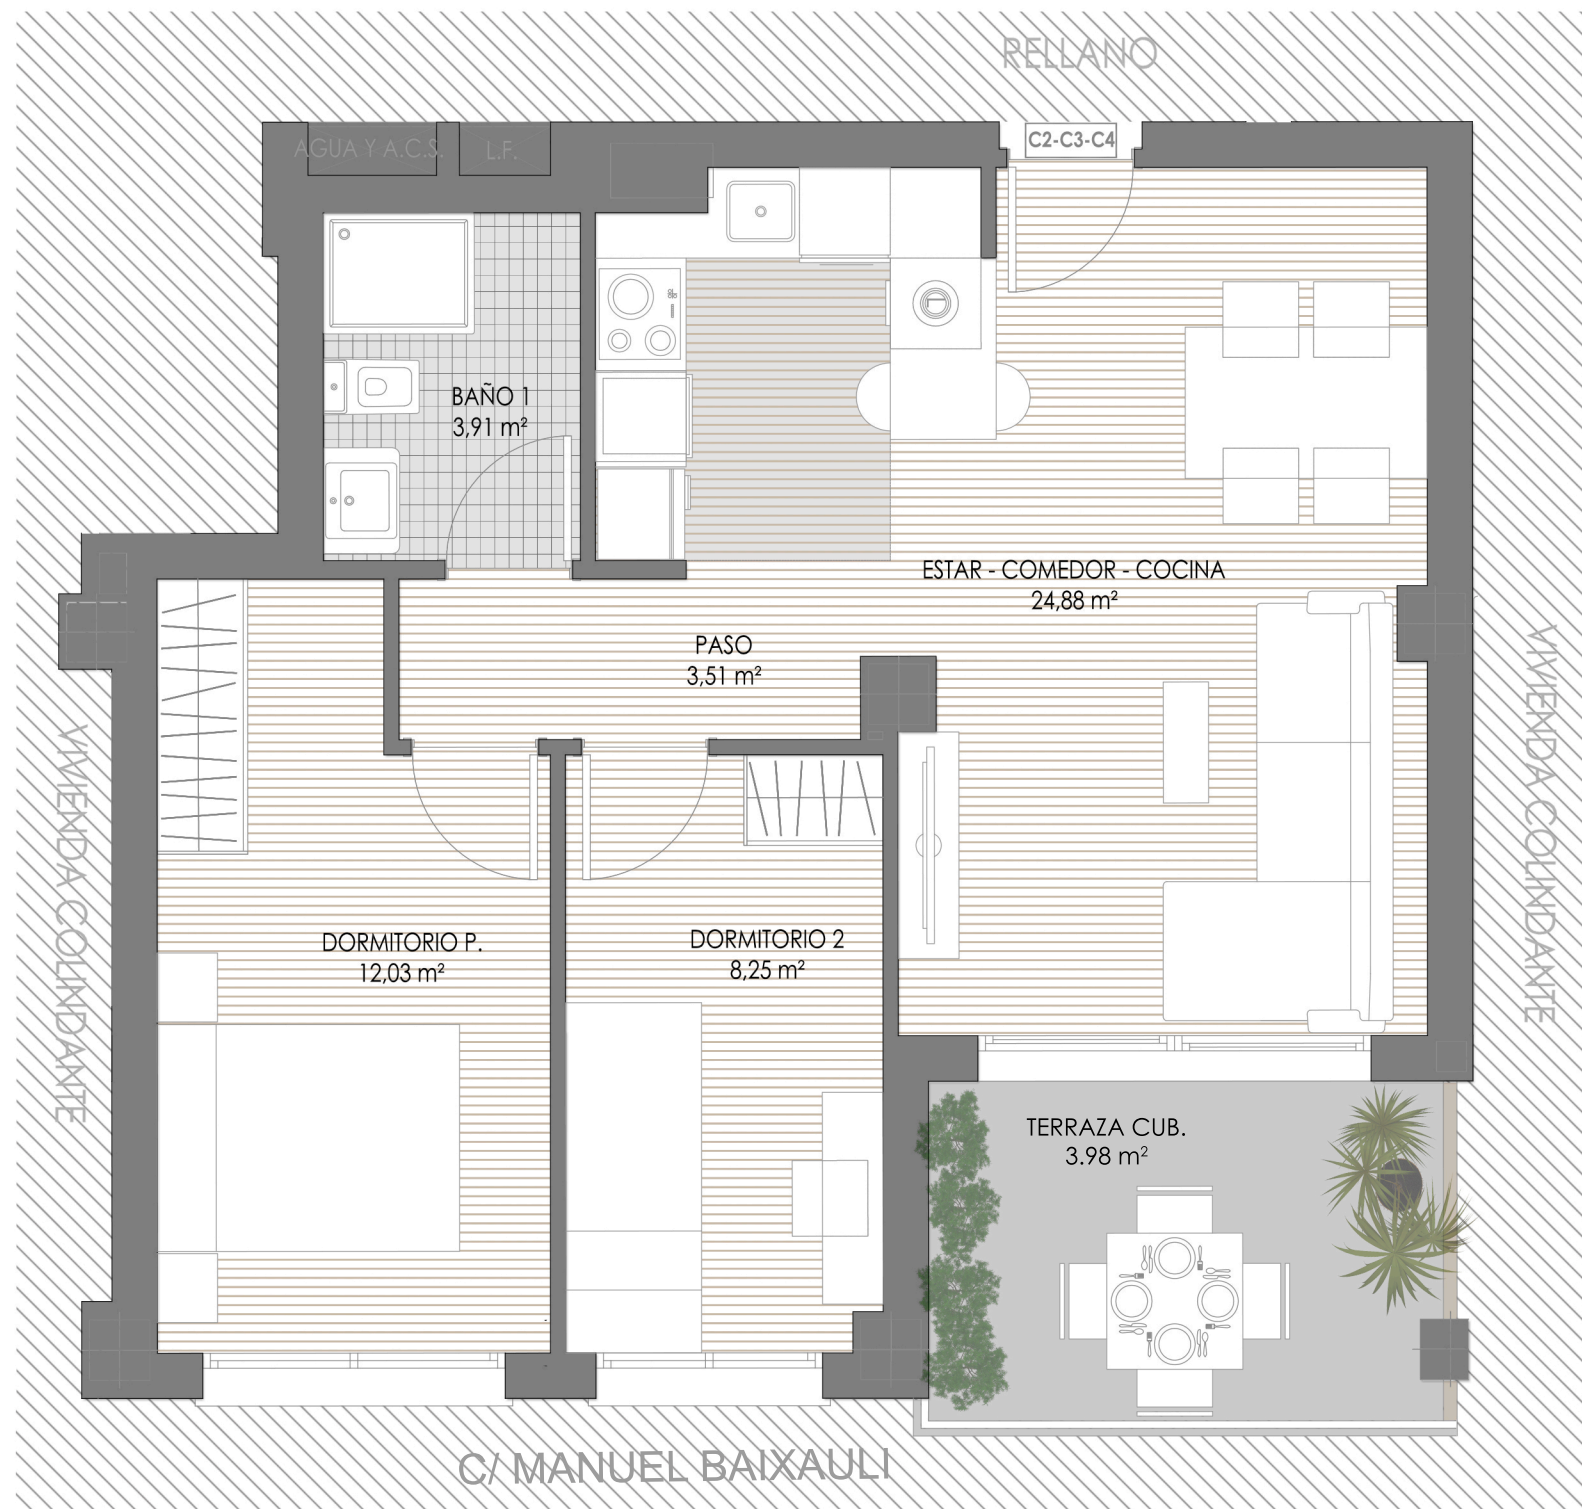 RELLANO
AGUA Y A.C.S.
L.F.
C2-C3-C4
BAÑO 1
3,91 m²
ESTAR - COMEDOR - COCINA
24,88 m²
PASO
3,51 m²
VIVIENDA COLINDANTE
VIVIENDA COLINDANTE
DORMITORIO P.
12,03 m²
DORMITORIO 2
8,25 m²
TERRAZA CUB.
3.98 m²
C/ MANUEL BAIXAULI